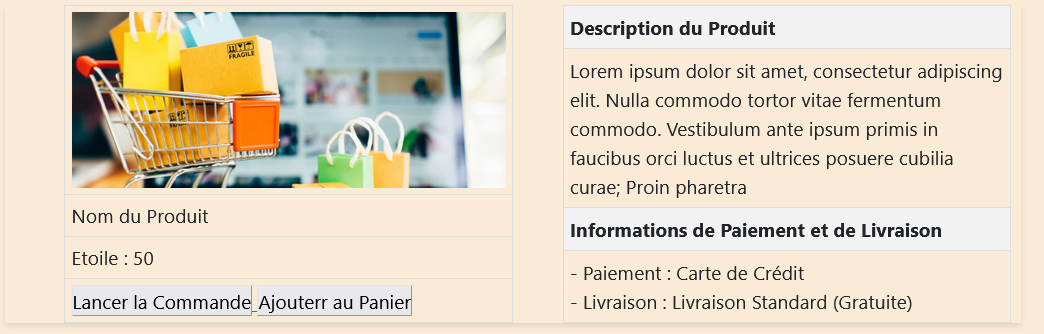 FRAGILE
Nom du Produit
Etoile : 50
Lancer la Commande Ajouterr au Panier
Description du Produit
Lorem ipsum dolor sit amet, consectetur adipiscing
elit. Nulla commodo tortor vitae fermentum
commodo. Vestibulum ante ipsum primis in
faucibus orci luctus et ultrices posuere cubilia
curae; Proin pharetra
Informations de Paiement et de Livraison
- Paiement : Carte de Crédit
- Livraison : Livraison Standard (Gratuite)